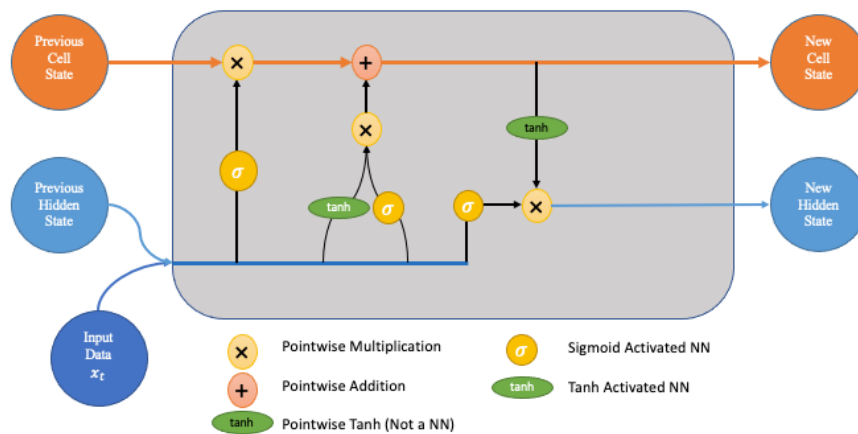 Previous
Cell
State
New
Cell
State
×
+
×
tanh
σ
Previous
Hidden
State
tanh
σ
σ
×
New
Hidden
State
Input
Data
xₜ
× Pointwise Multiplication
σ Sigmoid Activated NN
+ Pointwise Addition
tanh Tanh Activated NN
tanh Pointwise Tanh (Not a NN)